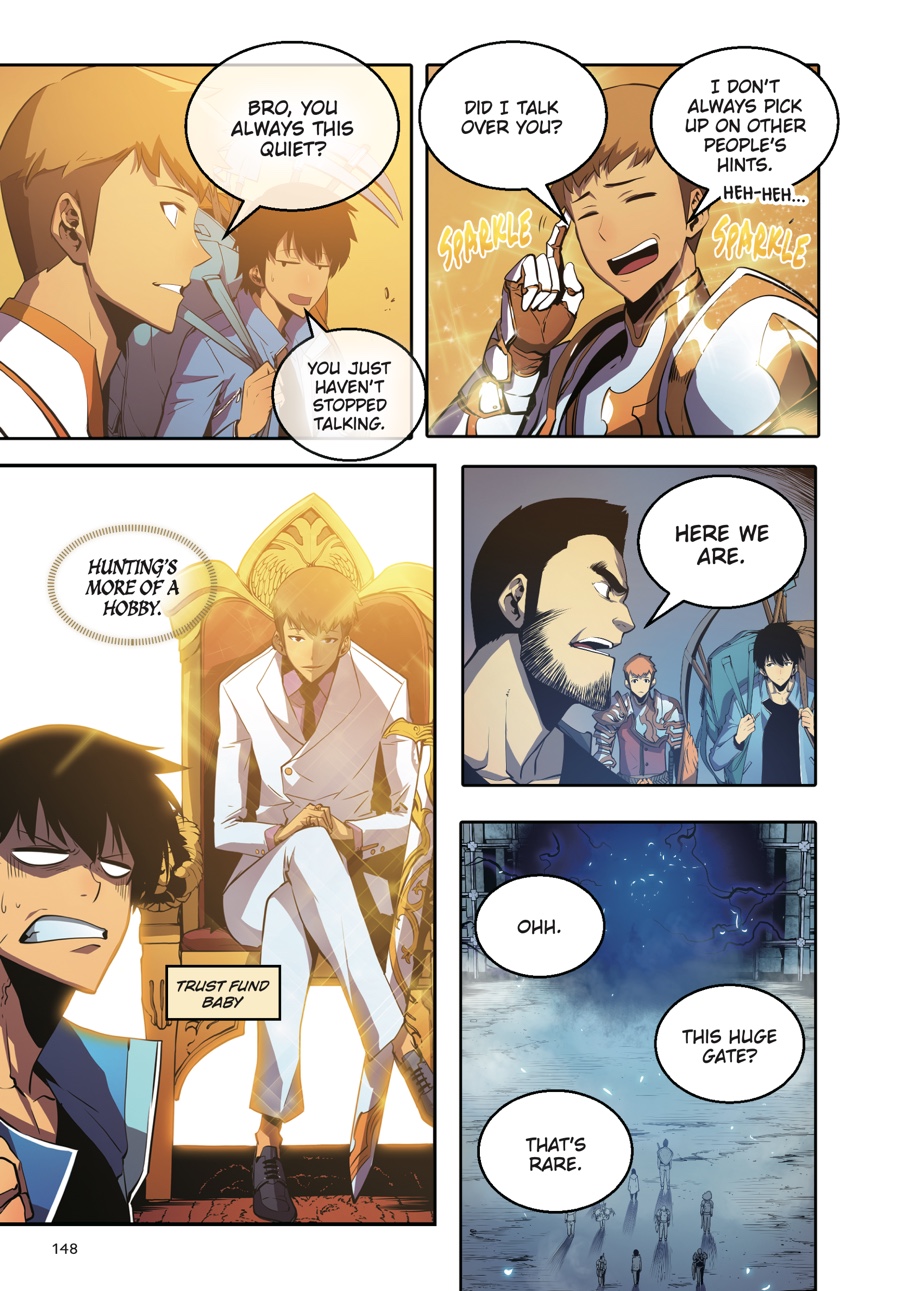 BRO, YOU
ALWAYS THIS
QUIET?
YOU JUST
HAVEN'T
STOPPED
TALKING.
DID I TALK
OVER YOU?
I DON'T
ALWAYS PICK
UP ON OTHER
PEOPLE'S
HINTS.
HEH-HEH...
SPARKLE
SPARKLE
HUNTING'S
MORE OF A
HOBBY.
TRUST FUND
BABY
HERE WE
ARE.
OHH.
THIS HUGE
GATE?
THAT'S
RARE.
148